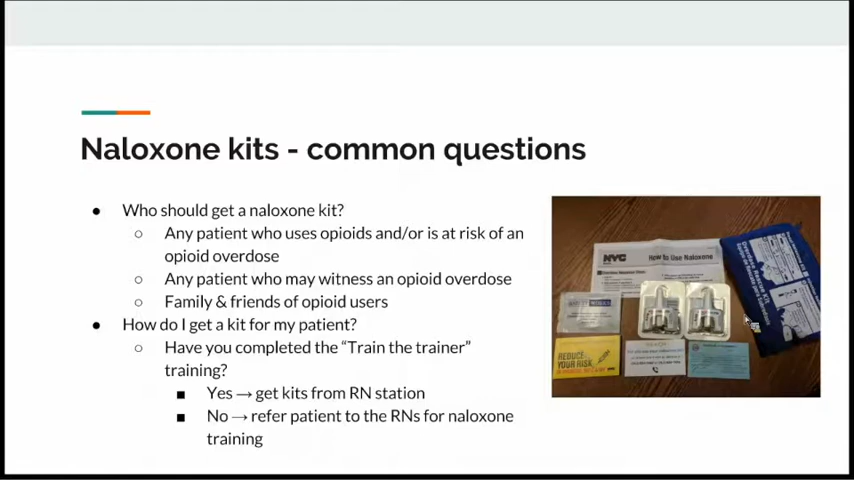 Naloxone kits - common questions
● Who should get a naloxone kit?
○ Any patient who uses opioids and/or is at risk of an
opioid overdose
○ Any patient who may witness an opioid overdose
○ Family & friends of opioid users
● How do I get a kit for my patient?
○ Have you completed the “Train the trainer”
training?
■ Yes → get kits from RN station
■ No → refer patient to the RNs for naloxone
training
NYC
How to Use Naloxone
Overdose Rescue Kit
REDUCE
YOUR RISK